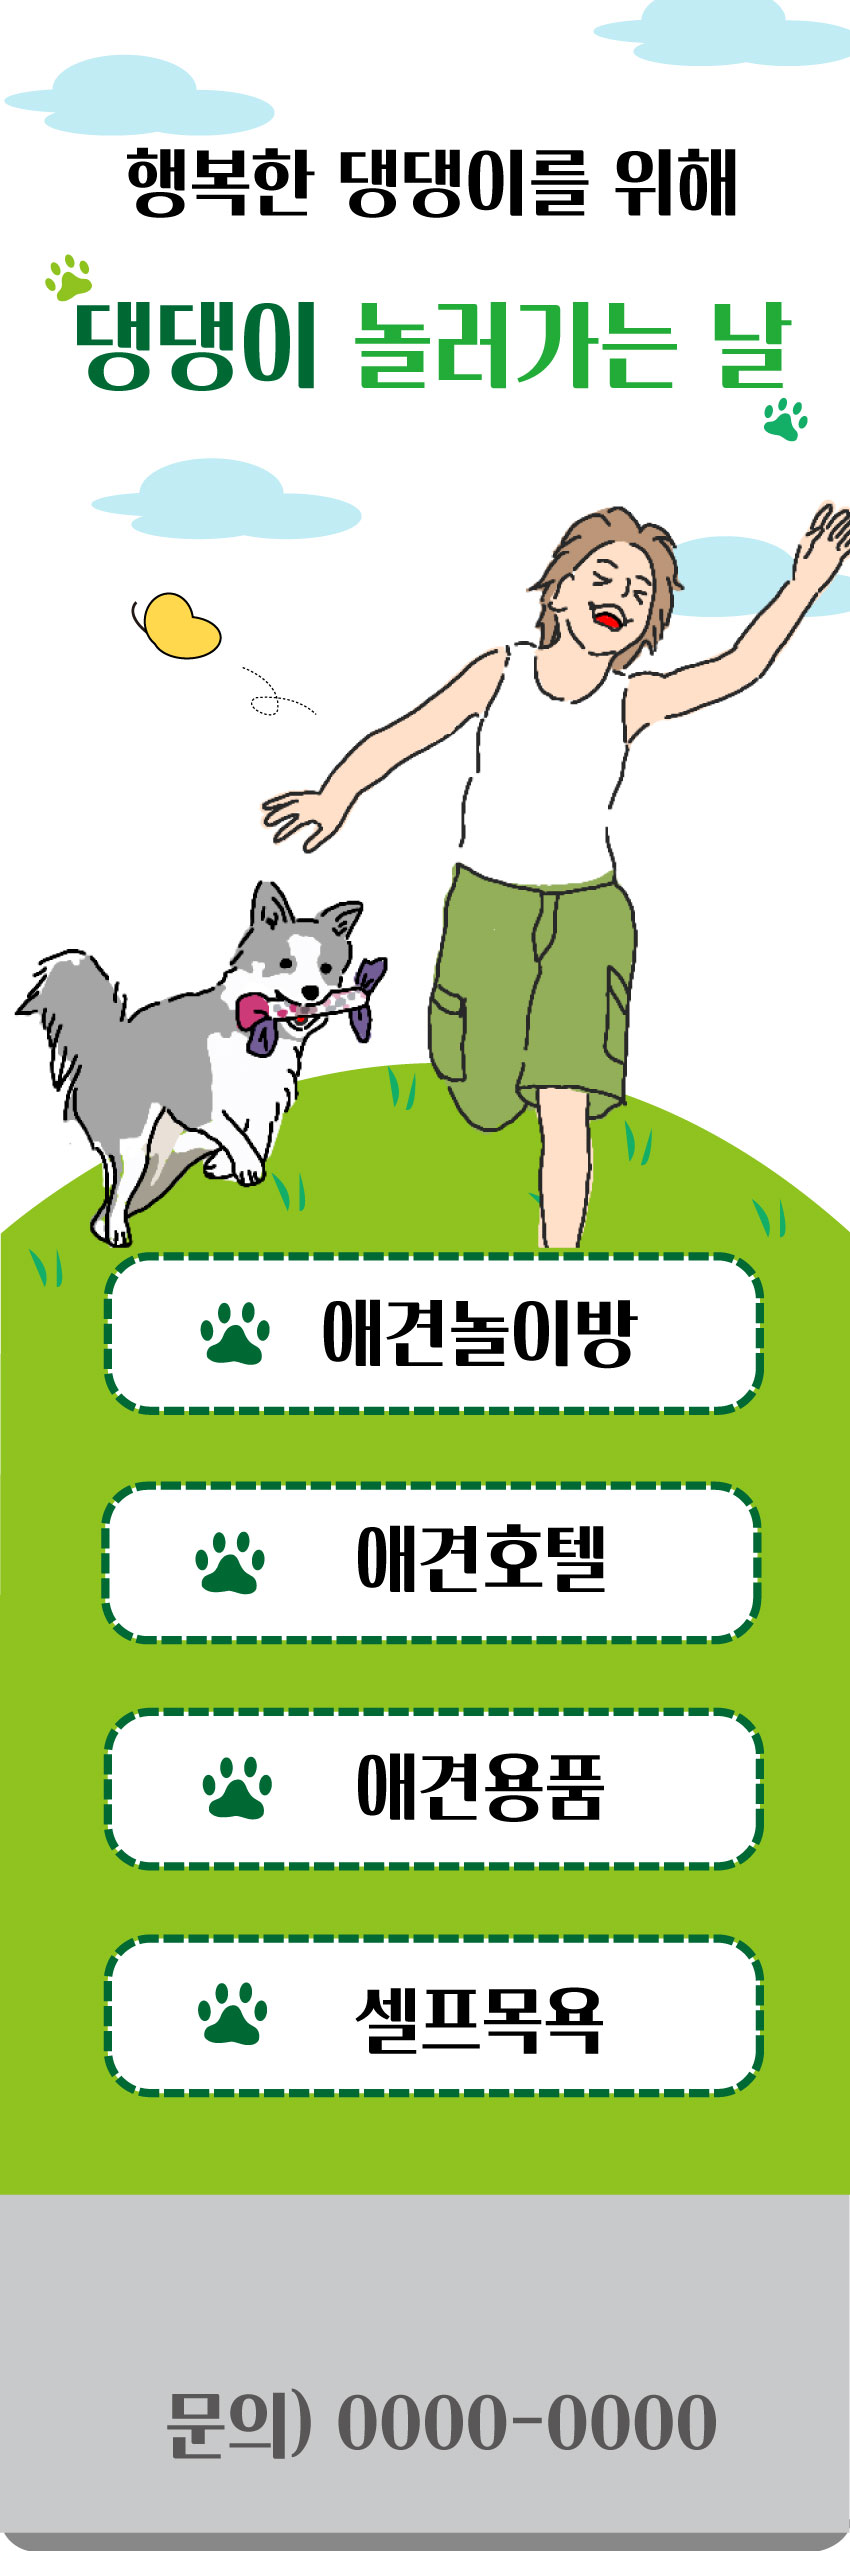 행복한 댕댕이를 위해
댕댕이 놀러가는 날
애견놀이방
애견호텔
애견용품
셀프목욕
문의) 0000-0000